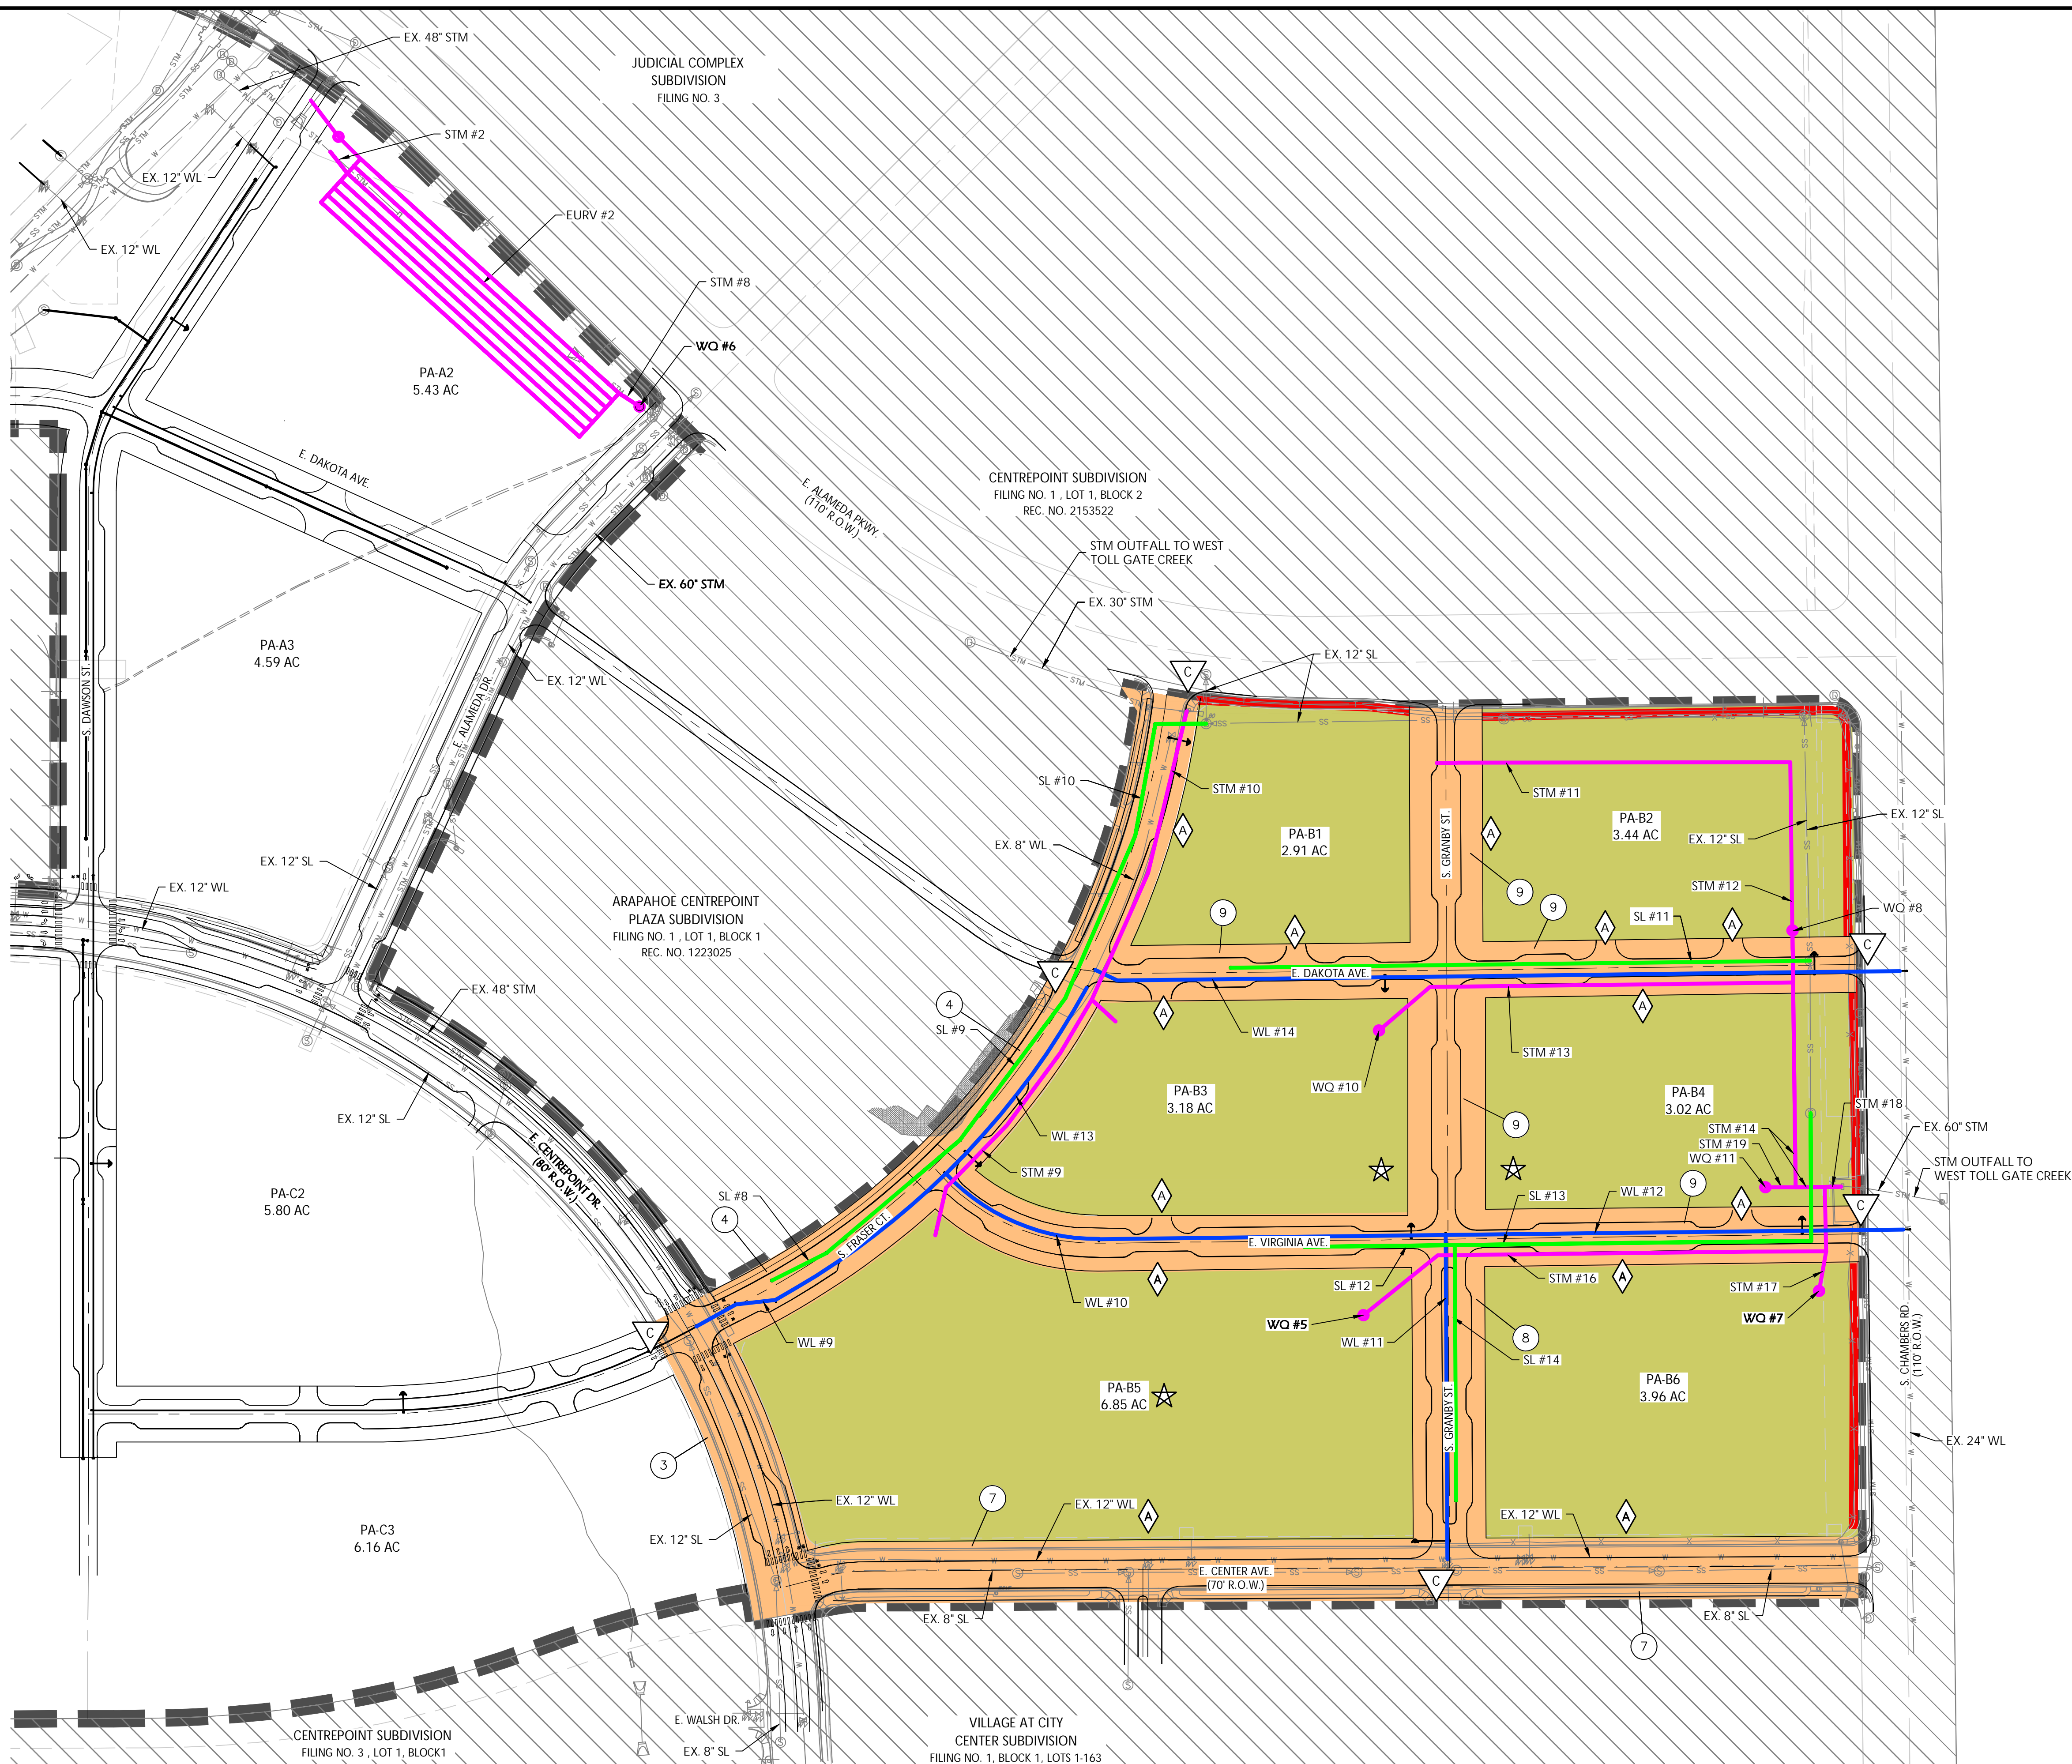 EX. 48" STM
JUDICIAL COMPLEX
SUBDIVISION
FILING NO. 3
STM #2
EX. 12" WL
EX. 12" WL
EURV #2
STM #8
WQ #6
PA-A2
5.43 AC
E. DAKOTA AVE.
E. ALAMEDA PKWY.
(110' R.O.W.)
CENTREPOINT SUBDIVISION
FILING NO. 1 , LOT 1, BLOCK 2
REC. NO. 2153522
STM OUTFALL TO WEST
TOLL GATE CREEK
EX. 60" STM
EX. 30" STM
PA-A3
4.59 AC
S. DAWSON ST.
E. ALAMEDA DR.
EX. 12" WL
EX. 12" SL
C
SL #10
STM #10
STM #11
A
A
PA-B1
2.91 AC
S. GRANBY ST.
PA-B2
3.44 AC
EX. 12" SL
EX. 12" SL
EX. 8" WL
EX. 12" SL
EX. 12" WL
ARAPAHOE CENTREPOINT
PLAZA SUBDIVISION
FILING NO. 1 , LOT 1, BLOCK 1
REC. NO. 1223025
STM #12
9
9
9
WQ #8
SL #11
A
A
A
C
C
E. DAKOTA AVE.
EX. 48" STM
4
SL #9
A
A
WL #14
STM #13
WQ #10
PA-B3
3.18 AC
PA-B4
3.02 AC
STM #18
EX. 12" SL
E. CENTREPOINT DR.
(80' R.O.W.)
WL #13
9
STM #14
STM #19
WQ #11
EX. 60" STM
STM OUTFALL TO
WEST TOLL GATE CREEK
STM #9
PA-C2
5.80 AC
SL #8
4
A
SL #13
WL #12
9
A
C
S. FRASER CT.
E. VIRGINIA AVE.
A
SL #12
STM #16
A
STM #17
WL #10
WQ #5
WQ #7
C
WL #9
WL #11
8
SL #14
S. CHAMBERS RD.
(110' R.O.W.)
PA-B5
6.85 AC
S. GRANBY ST.
PA-B6
3.96 AC
3
EX. 24" WL
EX. 12" WL
7
EX. 12" WL
A
EX. 12" WL
A
PA-C3
6.16 AC
EX. 12" SL
E. CENTER AVE.
(70' R.O.W.)
C
EX. 8" SL
EX. 8" SL
7
E. WALSH DR.
EX. 8" SL
CENTREPOINT SUBDIVISION
FILING NO. 3 , LOT 1, BLOCK1
VILLAGE AT CITY
CENTER SUBDIVISION
FILING NO. 1, BLOCK 1, LOTS 1-163